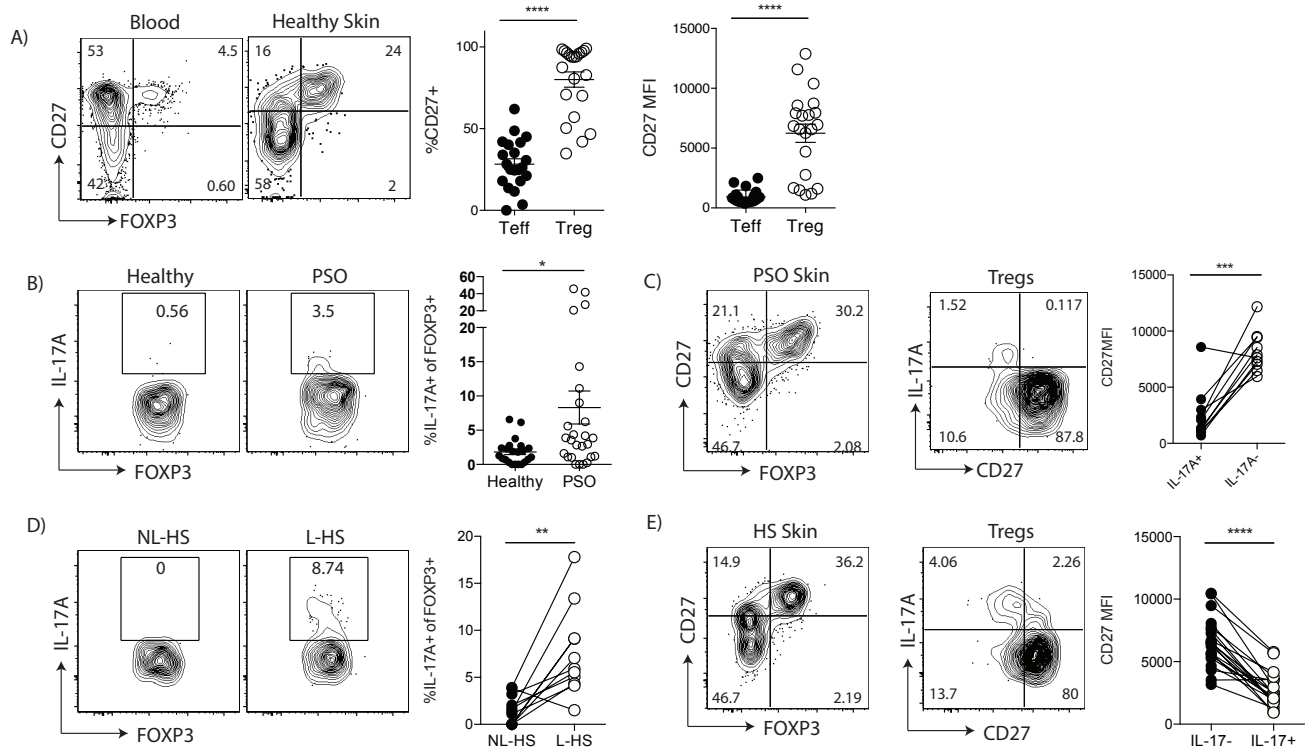 A)
Blood
Healthy Skin
53
4.5
42
0.60
CD27
FOXP3
16
24
58
2
****
100
50
0
%CD27+
Teff
Treg
****
15000
10000
5000
0
CD27 MFI
Teff
Treg
B)
Healthy
PSO
0.56
3.5
IL-17A
FOXP3
*
60
40
20
20
15
10
5
0
%IL-17A+ of FOXP3+
Healthy
PSO
C)
PSO Skin
21.1
30.2
46.7
2.08
CD27
FOXP3
Tregs
1.52
0.117
10.6
87.8
IL-17A
CD27
***
15000
10000
5000
0
CD27MFI
IL-17A+
IL-17A-
D)
NL-HS
L-HS
0
8.74
IL-17A
FOXP3
**
20
15
10
5
0
%IL-17A+ of FOXP3+
NL-HS
L-HS
E)
HS Skin
14.9
36.2
46.7
2.19
CD27
FOXP3
Tregs
4.06
2.26
13.7
80
IL-17A
CD27
****
15000
10000
5000
0
CD27 MFI
IL-17-
IL-17+